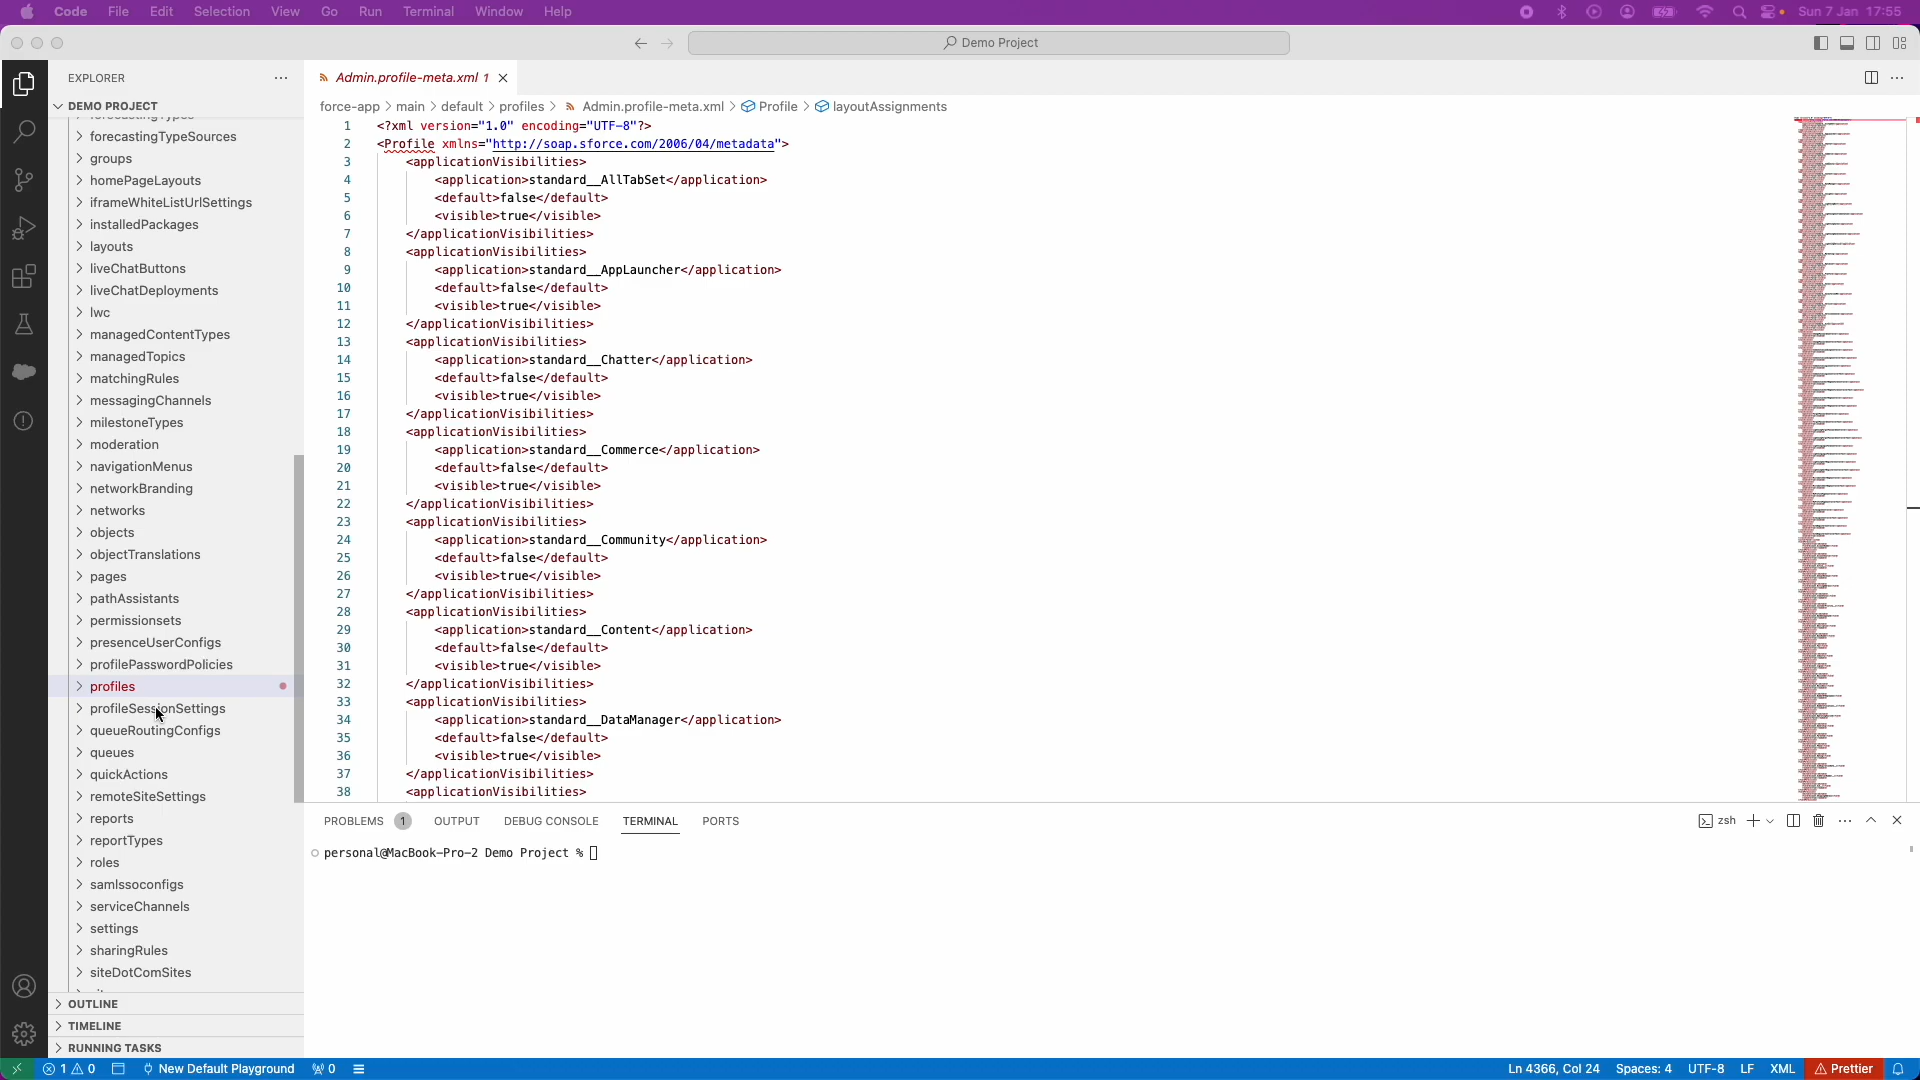 Code File Edit Selection View Go Run Terminal Window Help Sun 7 Jan 17:55
Demo Project
EXPLORER
DEMO PROJECT
forecastingTypes
forecastingTypeSources
groups
homePageLayouts
iframeWhiteListUrlSettings
installedPackages
layouts
liveChatButtons
liveChatDeployments
lwc
managedContentTypes
managedTopics
matchingRules
messagingChannels
milestoneTypes
moderation
navigationMenus
networkBranding
networks
objects
objectTranslations
pages
pathAssistants
permissionsets
presenceUserConfigs
profilePasswordPolicies
profiles
profileSessionSettings
queueRoutingConfigs
queues
quickActions
remoteSiteSettings
reports
reportTypes
roles
samlssoconfigs
serviceChannels
settings
sharingRules
siteDotComSites
OUTLINE
TIMELINE
RUNNING TASKS
Admin.profile-meta.xml 1
force-app > main > default > profiles > Admin.profile-meta.xml > Profile > layoutAssignments
1 <?xml version="1.0" encoding="UTF-8"?>
2 <Profile xmlns="http://soap.sforce.com/2006/04/metadata">
3 <applicationVisibilities>
4 <application>standard__AllTabSet</application>
5 <default>false</default>
6 <visible>true</visible>
7 </applicationVisibilities>
8 <applicationVisibilities>
9 <application>standard__AppLauncher</application>
10 <default>false</default>
11 <visible>true</visible>
12 </applicationVisibilities>
13 <applicationVisibilities>
14 <application>standard__Chatter</application>
15 <default>false</default>
16 <visible>true</visible>
17 </applicationVisibilities>
18 <applicationVisibilities>
19 <application>standard__Commerce</application>
20 <default>false</default>
21 <visible>true</visible>
22 </applicationVisibilities>
23 <applicationVisibilities>
24 <application>standard__Community</application>
25 <default>false</default>
26 <visible>true</visible>
27 </applicationVisibilities>
28 <applicationVisibilities>
29 <application>standard__Content</application>
30 <default>false</default>
31 <visible>true</visible>
32 </applicationVisibilities>
33 <applicationVisibilities>
34 <application>standard__DataManager</application>
35 <default>false</default>
36 <visible>true</visible>
37 </applicationVisibilities>
38 <applicationVisibilities>
PROBLEMS 1 OUTPUT DEBUG CONSOLE TERMINAL PORTS zsh
personal@MacBook-Pro-2 Demo Project %
1 0 New Default Playground 0 Ln 4366, Col 24 Spaces: 4 UTF-8 LF XML Prettier